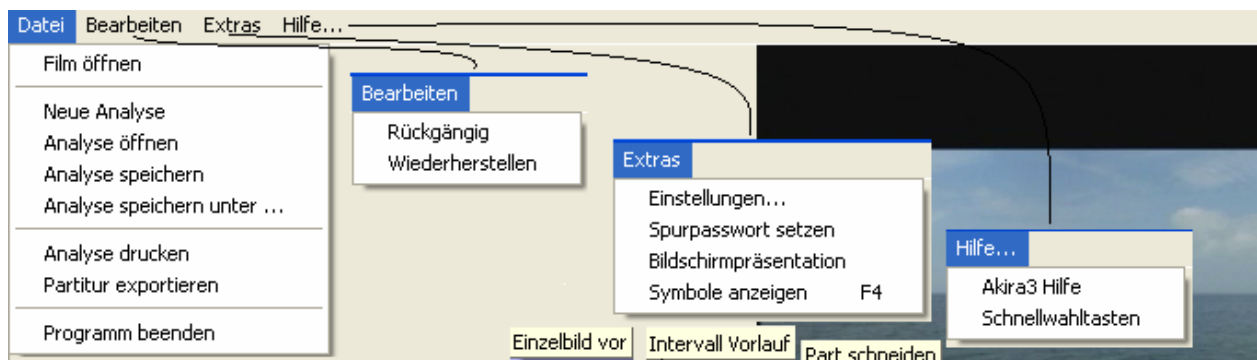 Datei Bearbeiten Extras Hilfe...
Film öffnen
Neue Analyse
Analyse öffnen
Analyse speichern
Analyse speichern unter ...
Analyse drucken
Partitur exportieren
Programm beenden
Bearbeiten
Rückgängig
Wiederherstellen
Extras
Einstellungen...
Spurpasswort setzen
Bildschirmpräsentation
Symbole anzeigen F4
Hilfe...
Akira3 Hilfe
Schnellwahltasten
Einzelbild vor
Intervall Vorlauf
Part schneiden